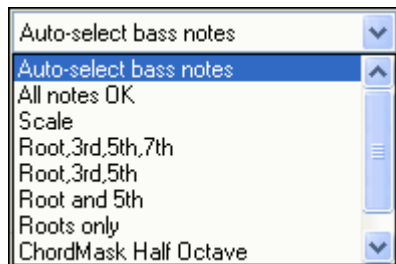 Auto-select bass notes
Auto-select bass notes
All notes OK
Scale
Root,3rd,5th,7th
Root,3rd,5th
Root and 5th
Roots only
ChordMask Half Octave